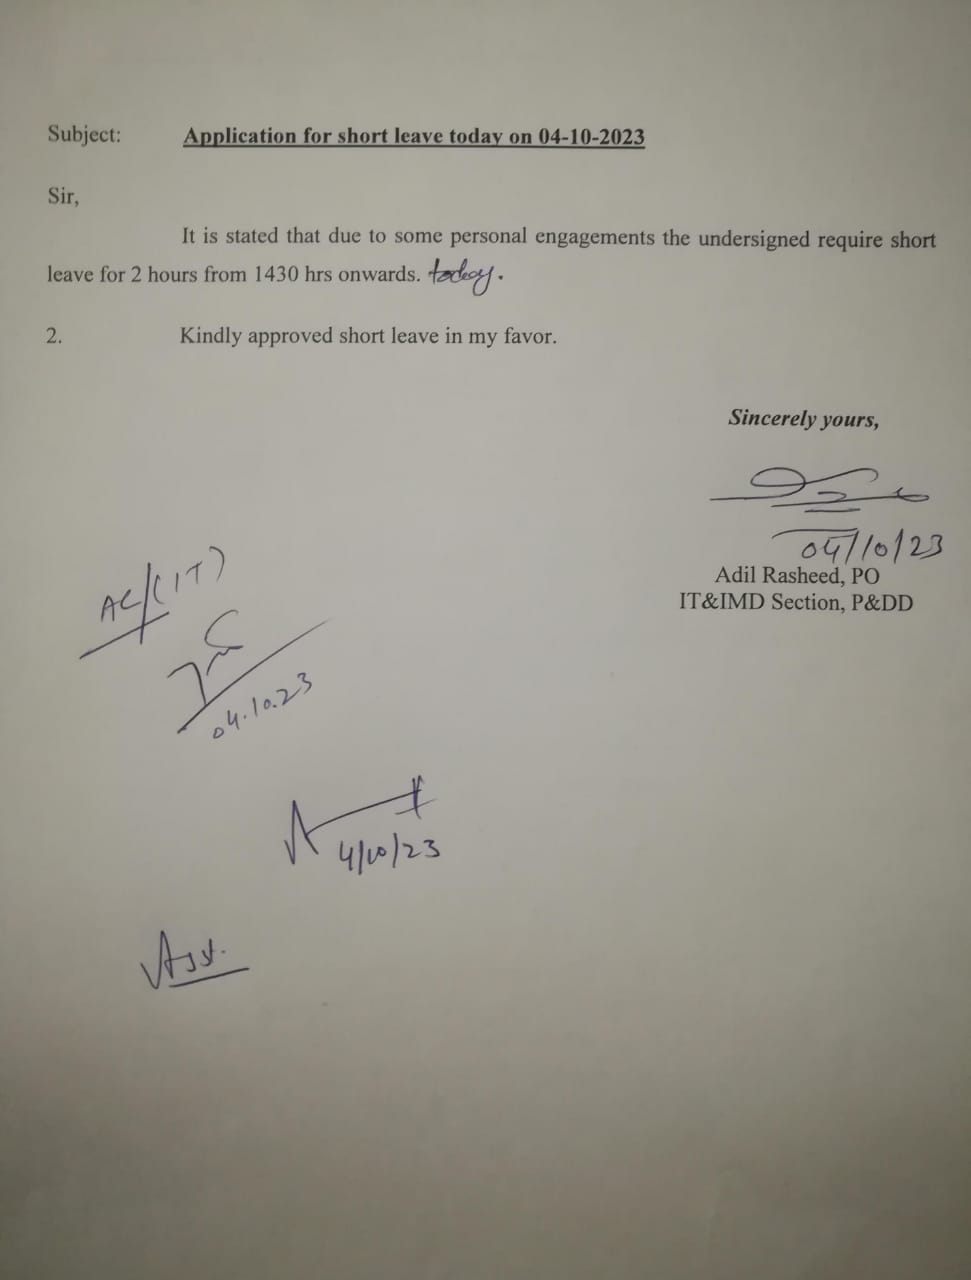 Subject: Application for short leave today on 04-10-2023
Sir,
It is stated that due to some personal engagements the undersigned require short
leave for 2 hours from 1430 hrs onwards. today.
2. Kindly approved short leave in my favor.
Sincerely yours,
04/10/23
Adil Rasheed, PO
IT&IMD Section, P&DD
AC/(IT)
04.10.23
4/10/23
Asst.